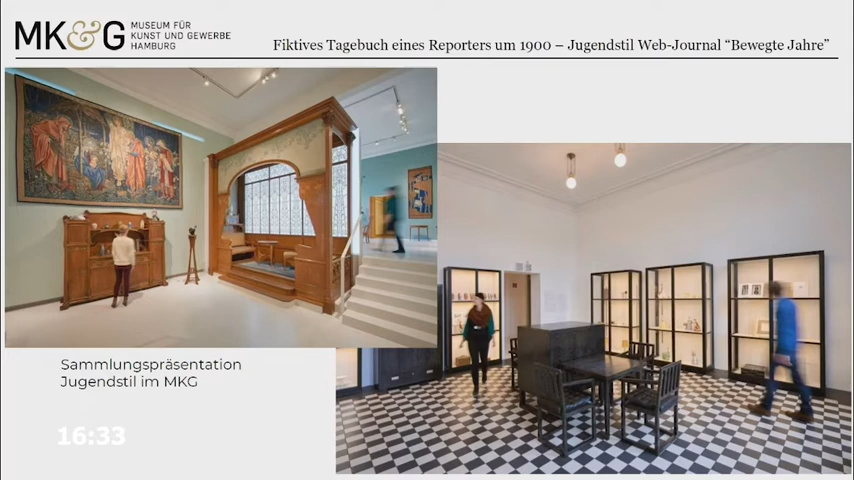 MK&G
MUSEUM FÜR
KUNST UND GEWERBE
HAMBURG
Fiktives Tagebuch eines Reporters um 1900 – Jugendstil Web-Journal “Bewegte Jahre”
Sammlungspräsentation
Jugendstil im MKG
16:33